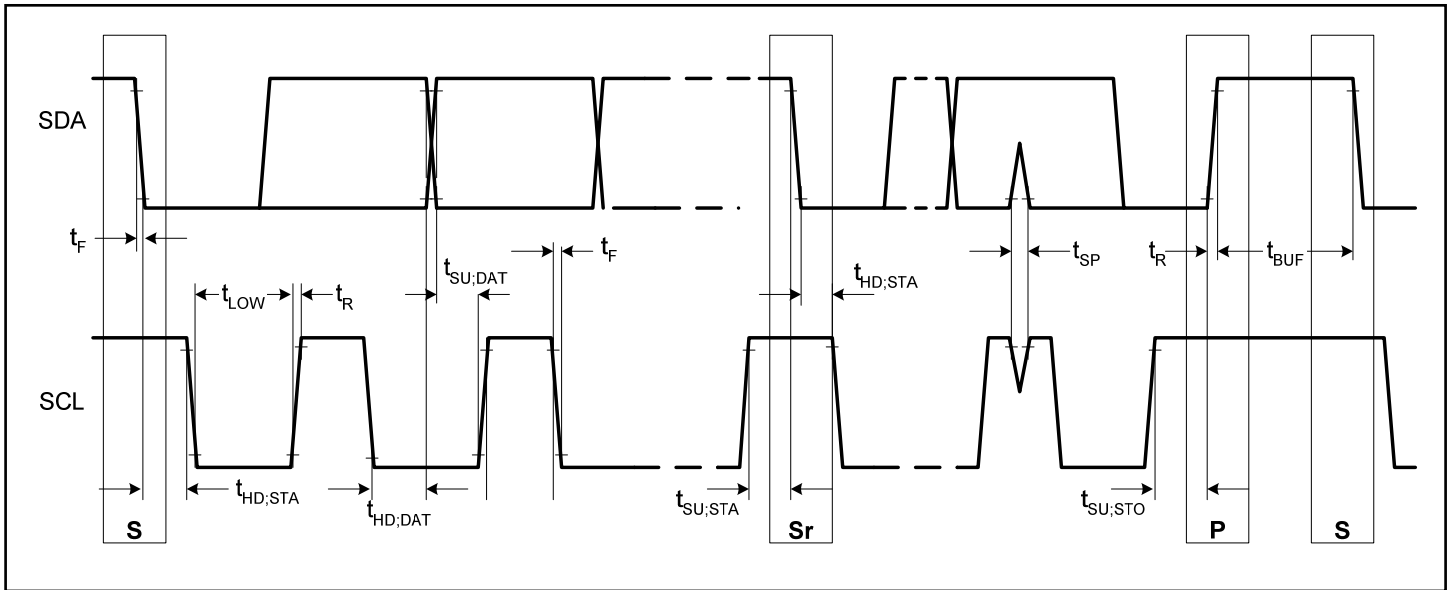 SDA
tF
tSU;DAT
tF
tHD;STA
tSP
tR
tBUF
tLOW
tR
SCL
tHD;STA
tHD;DAT
tSU;STA
tSU;STO
S
Sr
P
S